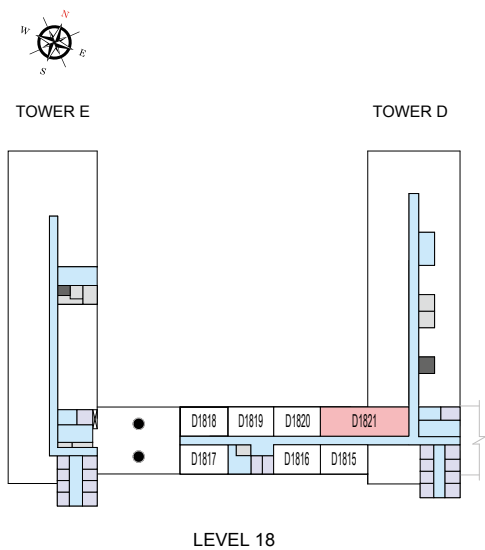 N
W
E
S
TOWER E
TOWER D
D1818 D1819 D1820 D1821
D1817 D1816 D1815
LEVEL 18